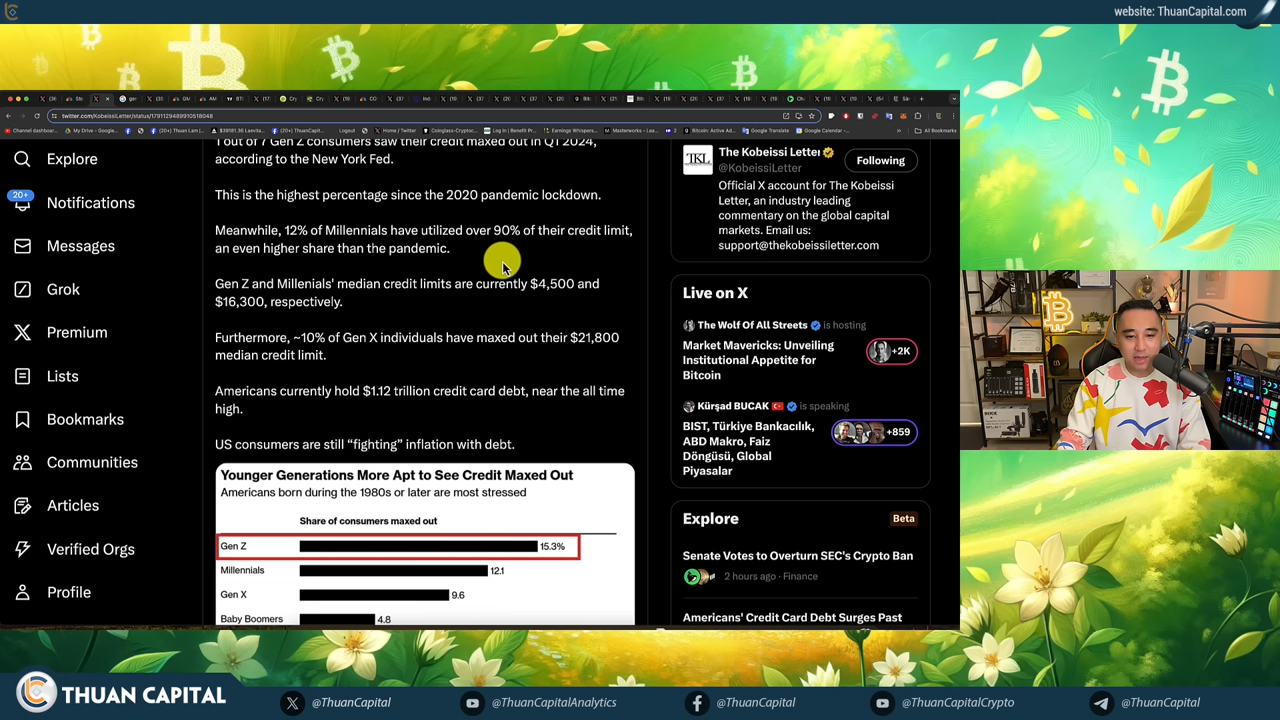 website: ThuanCapital.com
twitter.com/KobeissiLetter/status/1791129489910518048
All Bookmarks
Explore
20+
Notifications
Messages
Grok
Premium
Lists
Bookmarks
Communities
Articles
Verified Orgs
Profile
1 out of 7 Gen Z consumers saw their credit maxed out in Q1 2024,
according to the New York Fed.
This is the highest percentage since the 2020 pandemic lockdown.
Meanwhile, 12% of Millennials have utilized over 90% of their credit limit,
an even higher share than the pandemic.
Gen Z and Millenials' median credit limits are currently $4,500 and
$16,300, respectively.
Furthermore, ~10% of Gen X individuals have maxed out their $21,800
median credit limit.
Americans currently hold $1.12 trillion credit card debt, near the all time
high.
US consumers are still “fighting” inflation with debt.
Younger Generations More Apt to See Credit Maxed Out
Americans born during the 1980s or later are most stressed
Share of consumers maxed out
Gen Z 15.3%
Millennials 12.1
Gen X 9.6
Baby Boomers 4.8
TKL
The Kobeissi Letter
@KobeissiLetter
Following
Official X account for The Kobeissi
Letter, an industry leading
commentary on the global capital
markets. Email us:
support@thekobeissiletter.com
Live on X
The Wolf Of All Streets is hosting
Market Mavericks: Unveiling
Institutional Appetite for
Bitcoin
+2K
Kürşad BUCAK is speaking
BIST, Türkiye Bankacılık,
ABD Makro, Faiz
Döngüsü, Global
Piyasalar
+859
Explore
Beta
Senate Votes to Overturn SEC's Crypto Ban
2 hours ago · Finance
Americans' Credit Card Debt Surges Past
THUAN CAPITAL
@ThuanCapital
@ThuanCapitalAnalytics
@ThuanCapital
@ThuanCapitalCrypto
@ThuanCapital